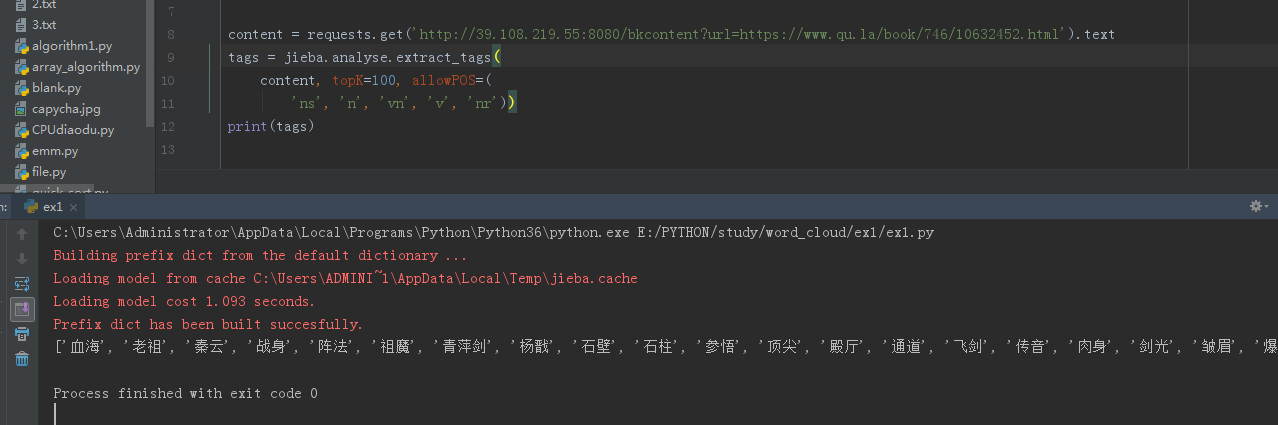 2.txt
3.txt
algorithm1.py
array_algorithm.py
blank.py
capycha.jpg
CPUdiaodu.py
emm.py
file.py
7
8 content = requests.get('http://39.108.219.55:8080/bkcontent?url=https://www.qu.la/book/746/10632452.html').text
9 tags = jieba.analyse.extract_tags(
10 content, topK=100, allowPOS=(
11 'ns', 'n', 'vn', 'v', 'nr'))
12 print(tags)
13
ex1
C:\Users\Administrator\AppData\Local\Programs\Python\Python36\python.exe E:/PYTHON/study/word_cloud/ex1/ex1.py
Building prefix dict from the default dictionary ...
Loading model from cache C:\Users\ADMINI~1\AppData\Local\Temp\jieba.cache
Loading model cost 1.093 seconds.
Prefix dict has been built succesfully.
['血海', '老祖', '秦云', '战身', '阵法', '祖魔', '青萍剑', '杨戬', '石壁', '石柱', '参悟', '顶尖', '殿厅', '通道', '飞剑', '传音', '肉身', '剑光', '皱眉', '爆
Process finished with exit code 0